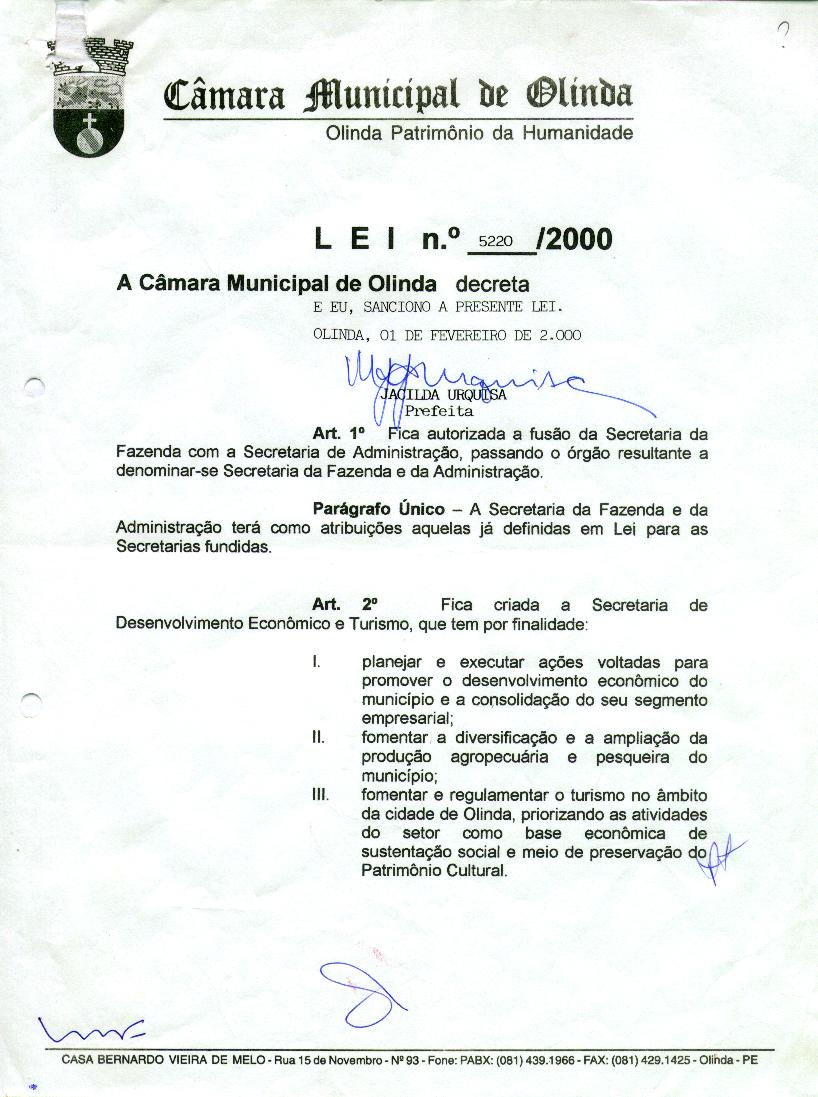 Câmara Municipal de Olinda
Olinda Patrimônio da Humanidade
L E I n.º 5220 /2000
A Câmara Municipal de Olinda decreta
E EU, SANCIONO A PRESENTE LEI.
OLINDA, 01 DE FEVEREIRO DE 2.000
JACILDA URQUISA
Prefeita
Art. 1º Fica autorizada a fusão da Secretaria da
Fazenda com a Secretaria de Administração, passando o órgão resultante a
denominar-se Secretaria da Fazenda e da Administração.
Parágrafo Único – A Secretaria da Fazenda e da
Administração terá como atribuições aquelas já definidas em Lei para as
Secretarias fundidas.
Art. 2º Fica criada a Secretaria de
Desenvolvimento Econômico e Turismo, que tem por finalidade:
I. planejar e executar ações voltadas para
promover o desenvolvimento econômico do
município e a consolidação do seu segmento
empresarial;
II. fomentar a diversificação e a ampliação da
produção agropecuária e pesqueira do
município;
III. fomentar e regulamentar o turismo no âmbito
da cidade de Olinda, priorizando as atividades
do setor como base econômica de
sustentação social e meio de preservação do
Patrimônio Cultural.
CASA BERNARDO VIEIRA DE MELO - Rua 15 de Novembro - Nº 93 - Fone: PABX: (081) 439.1966 - FAX: (081) 429.1425 - Olinda - PE